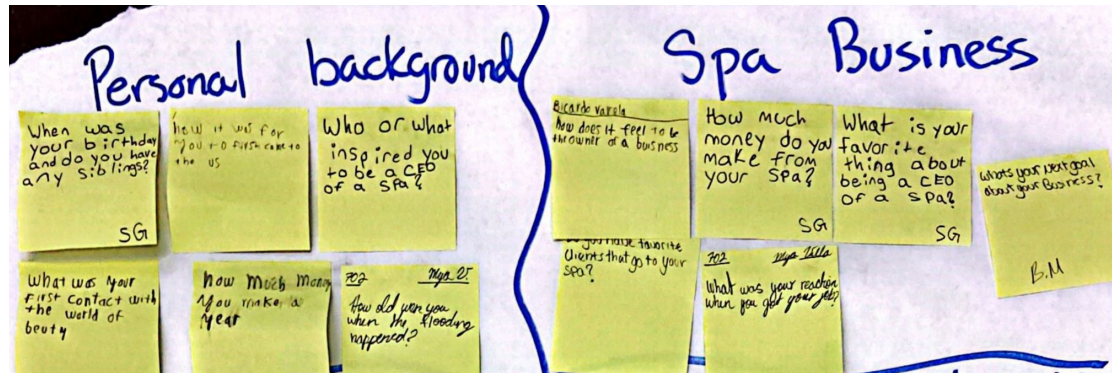 Personal background
When was
your birthday
and do you have
any siblings?
SG
how it was for
you to first come to
the US
Who or what
inspired you
to be a CEO
of a spa?
What was your
first contact with
the world of
beuty
how much money
you make a
year
702 Mya V.
How old were you
when the flooding
happened?
Spa Business
Ricardo Varela
how does it feel to be
the owner of a business
How much
money do you
make from
your spa?
SG
What is your
favorite
thing about
being a CEO
of a spa?
SG
whats your next goal
about your Business?
B.M
you have favorite
clients that go to your
spa?
702 Mya
What was your reaction
when you got your job?